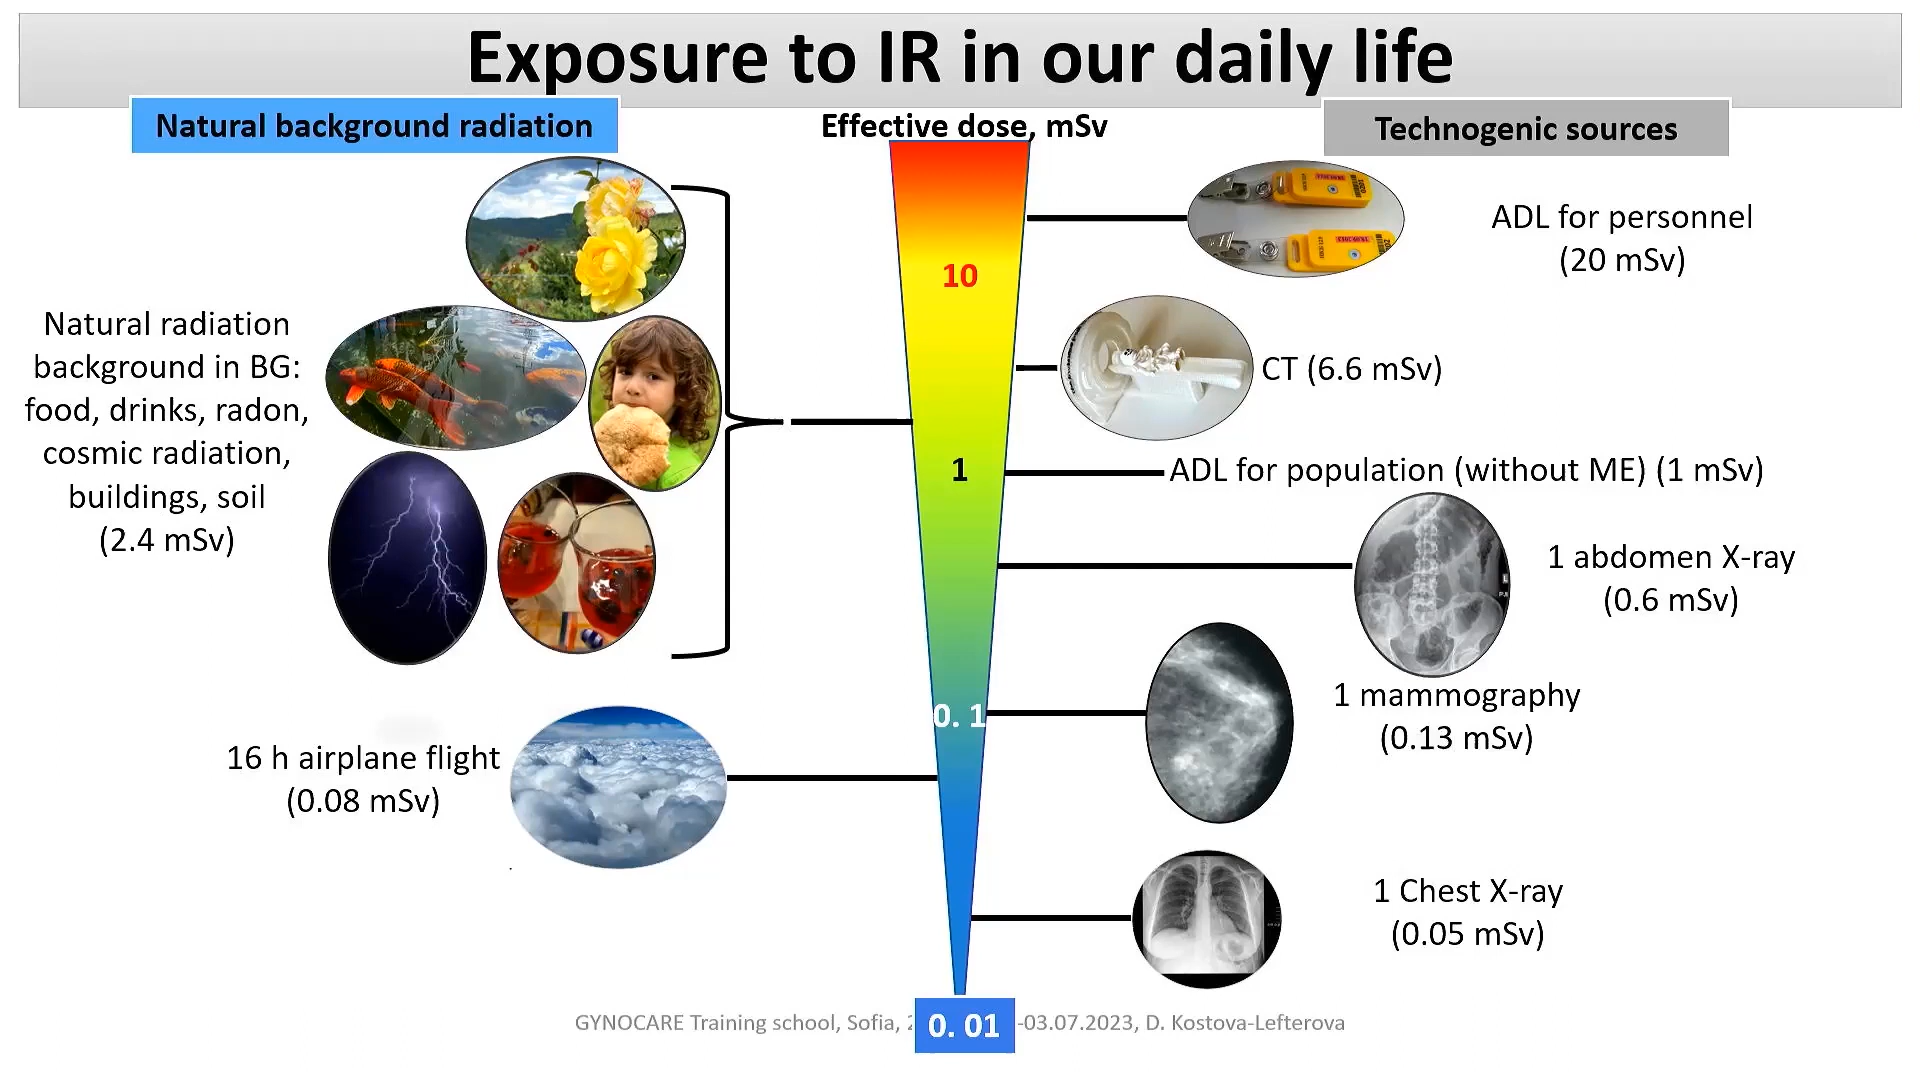 Exposure to IR in our daily life
Natural background radiation
Effective dose, mSv
Technogenic sources
ADL for personnel
(20 mSv)
10
Natural radiation
background in BG:
food, drinks, radon,
cosmic radiation,
buildings, soil
(2.4 mSv)
CT (6.6 mSv)
1
ADL for population (without ME) (1 mSv)
1 abdomen X-ray
(0.6 mSv)
0. 1
1 mammography
(0.13 mSv)
16 h airplane flight
(0.08 mSv)
1 Chest X-ray
(0.05 mSv)
GYNOCARE Training school, Sofia, -03.07.2023, D. Kostova-Lefterova
0. 01